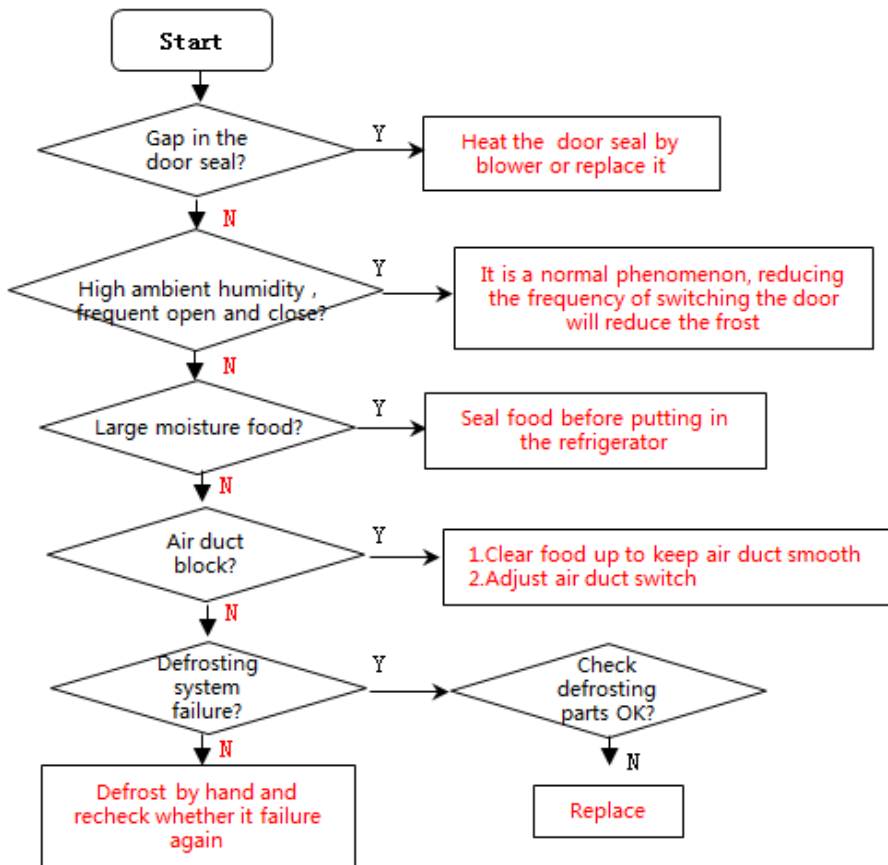 Start
Gap in the
door seal?
Y
Heat the door seal by
blower or replace it
N
High ambient humidity ,
frequent open and close?
Y
It is a normal phenomenon, reducing
the frequency of switching the door
will reduce the frost
N
Large moisture food?
Y
Seal food before putting in
the refrigerator
N
Air duct
block?
Y
1.Clear food up to keep air duct smooth
2.Adjust air duct switch
N
Defrosting
system
failure?
Y
Check
defrosting
parts OK?
N
Defrost by hand and
recheck whether it failure
again
N
Replace